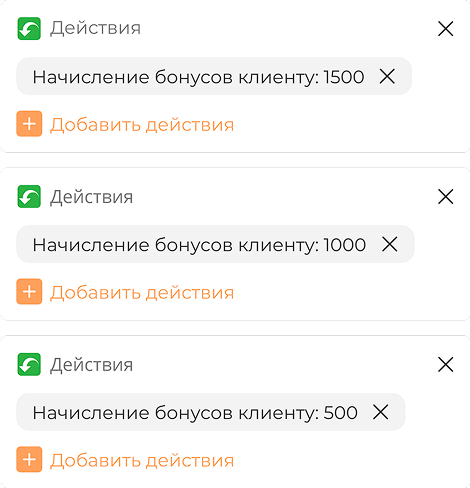 Действия
Начисление бонусов клиенту: 1500
Добавить действия
Действия
Начисление бонусов клиенту: 1000
Добавить действия
Действия
Начисление бонусов клиенту: 500
Добавить действия